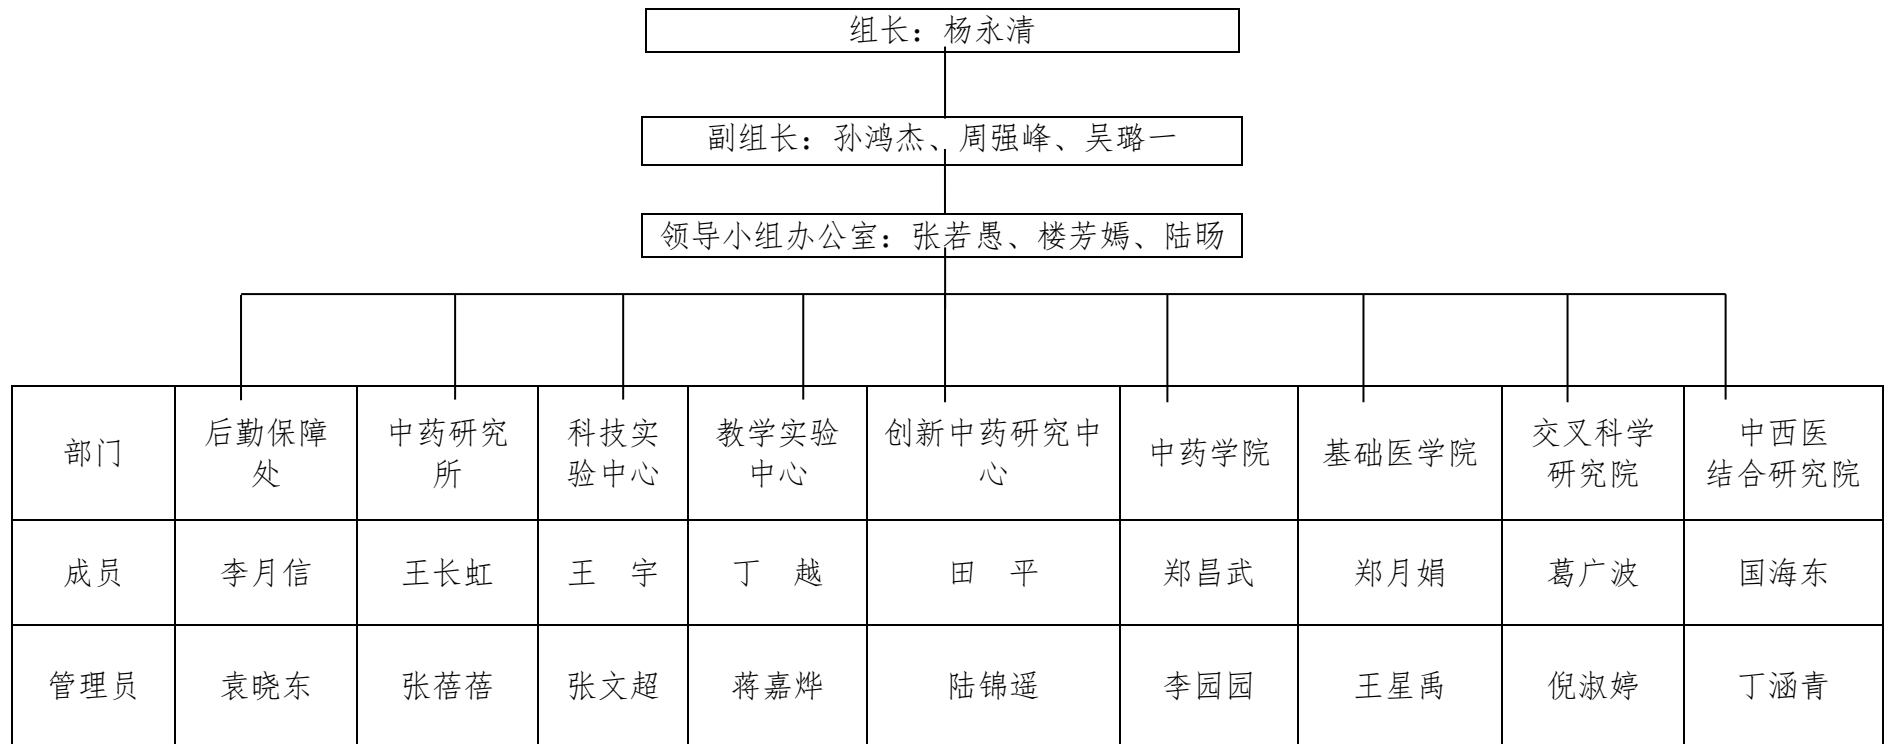 组长：杨永清
副组长：孙鸿杰、周强峰、吴璐一
领导小组办公室：张若愚、楼芳嫣、陆旸
部门
后勤保障
处
中药研究
所
科技实
验中心
教学实验
中心
创新中药研究中
心
中药学院
基础医学院
交叉科学
研究院
中西医
结合研究院
成员
李月信
王长虹
王　宇
丁　越
田　平
郑昌武
郑月娟
葛广波
国海东
管理员
袁晓东
张蓓蓓
张文超
蒋嘉烨
陆锦遥
李园园
王星禹
倪淑婷
丁涵青